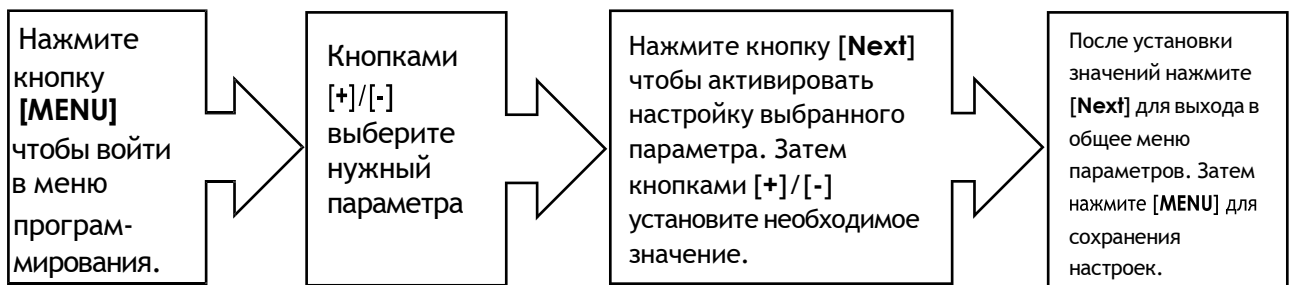 Нажмите
кнопку
[MENU]
чтобы войти
в меню
програм-
мирования.
Кнопками
[+]/[-]
выберите
нужный
параметра
Нажмите кнопку [Next]
чтобы активировать
настройку выбранного
параметра. Затем
кнопками [+]/[-]
установите необходимое
значение.
После установки
значений нажмите
[Next] для выхода в
общее меню
параметров. Затем
нажмите [MENU] для
сохранения
настроек.